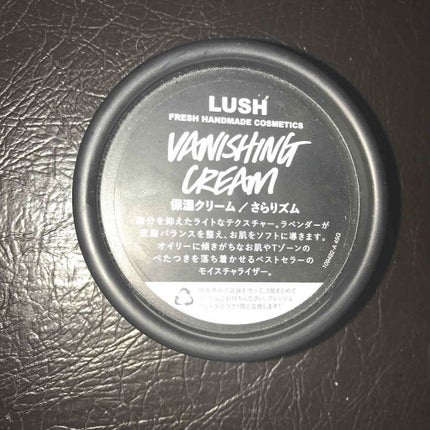 LUSH
FRESH HANDMADE COSMETICS
VANISHING
CREAM
保湿クリーム / さらりズム
油分を抑えたライトなテクスチャー。ラベンダーが
皮脂バランスを整え、お肌をソフトに導きます。
オイリーに傾きがちなお肌やTゾーンの
べたつきを落ち着かせるベストセラーの
モイスチャライザー。